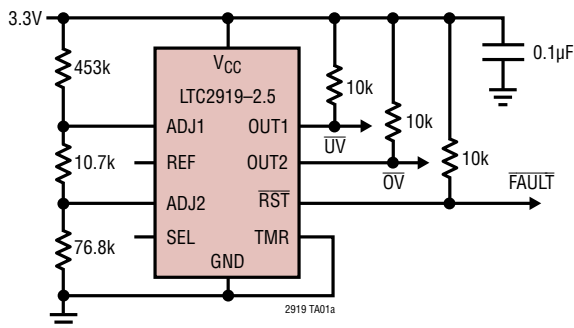 3.3V
453k
VCC
10k
0.1µF
LTC2919–2.5
ADJ1
OUT1
UV
10k
10.7k
REF
OUT2
OV
10k
FAULT
ADJ2
RST
76.8k
SEL
TMR
GND
2919 TA01a